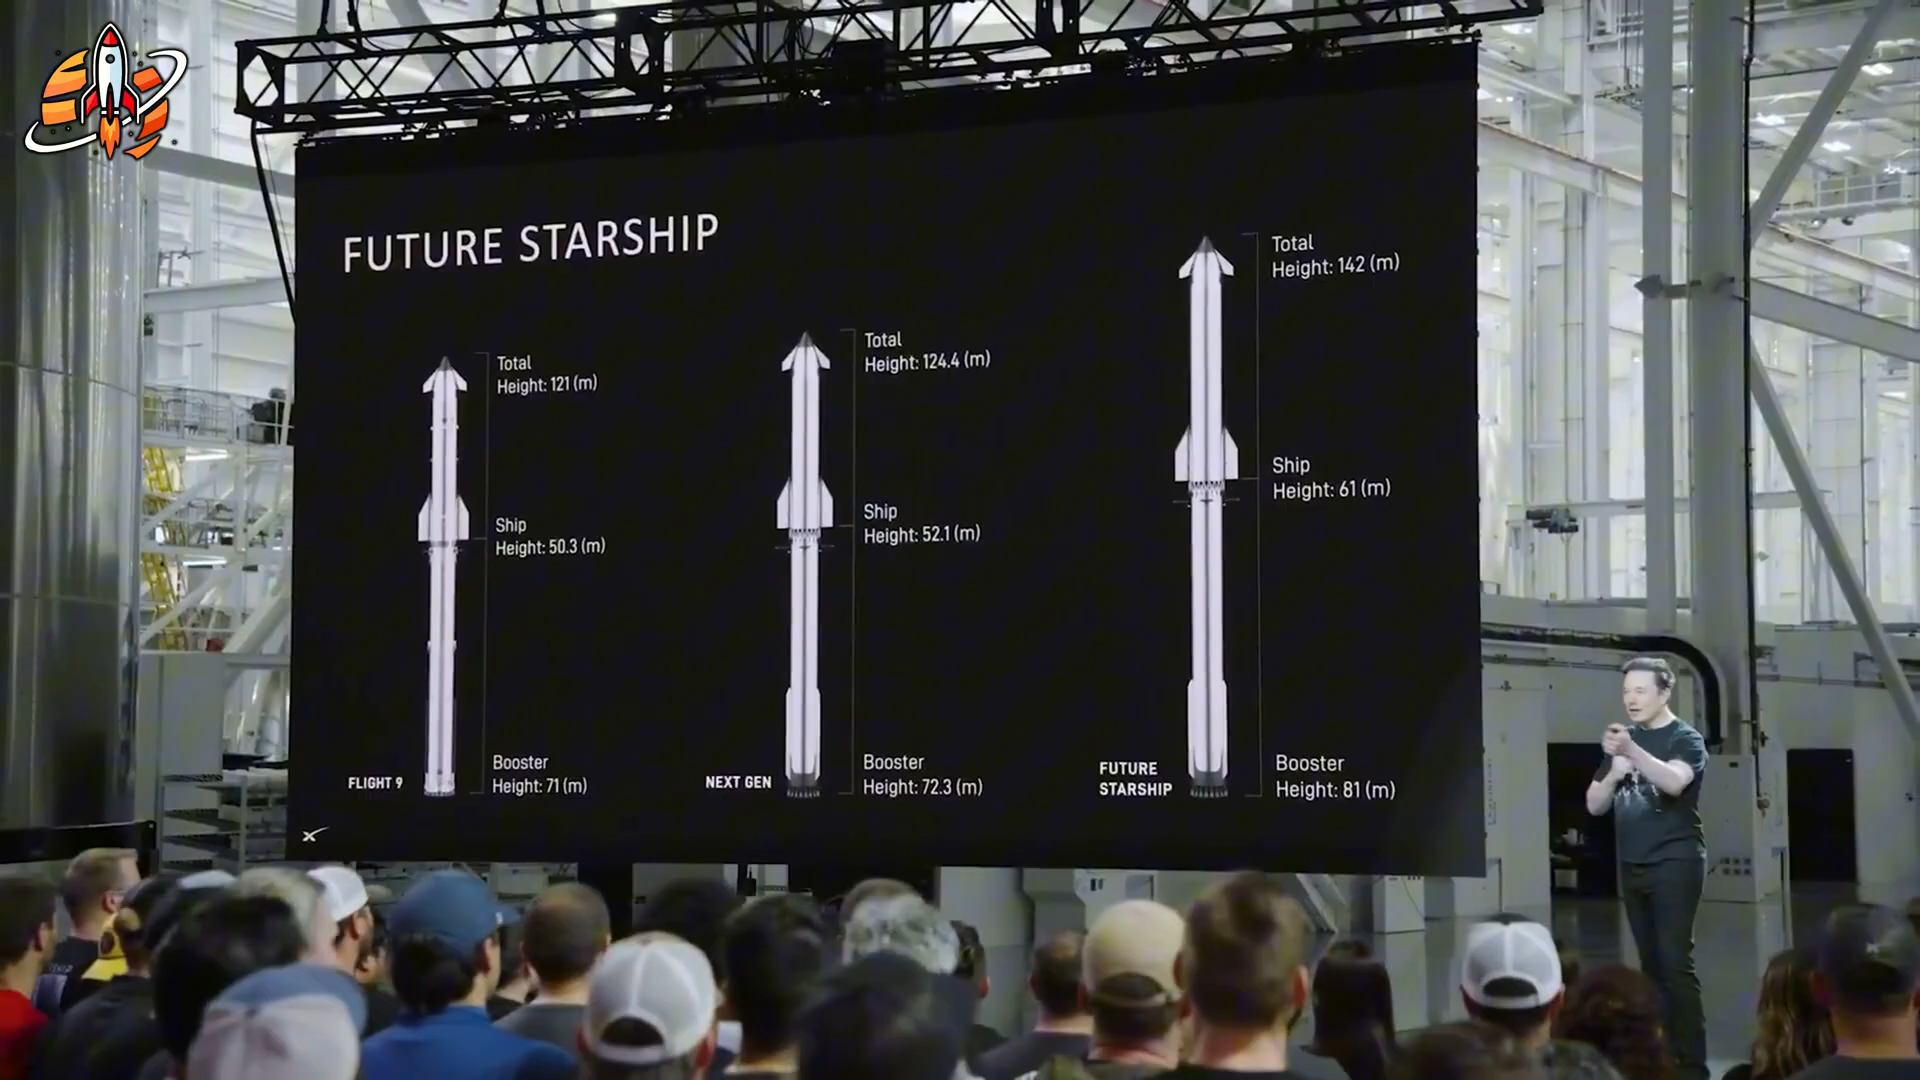 FUTURE STARSHIP
Total
Height: 121 (m)
Ship
Height: 50.3 (m)
Booster
Height: 71 (m)
FLIGHT 9
Total
Height: 124.4 (m)
Ship
Height: 52.1 (m)
Booster
Height: 72.3 (m)
NEXT GEN
Total
Height: 142 (m)
Ship
Height: 61 (m)
Booster
Height: 81 (m)
FUTURE
STARSHIP